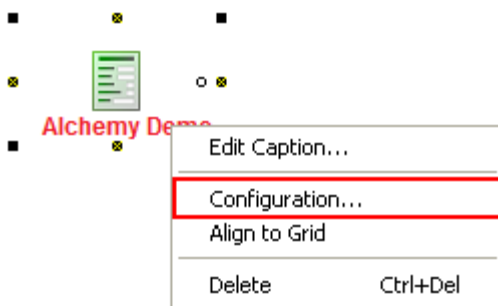 Alchemy Demo
Edit Caption...
Configuration...
Align to Grid
Delete Ctrl+Del